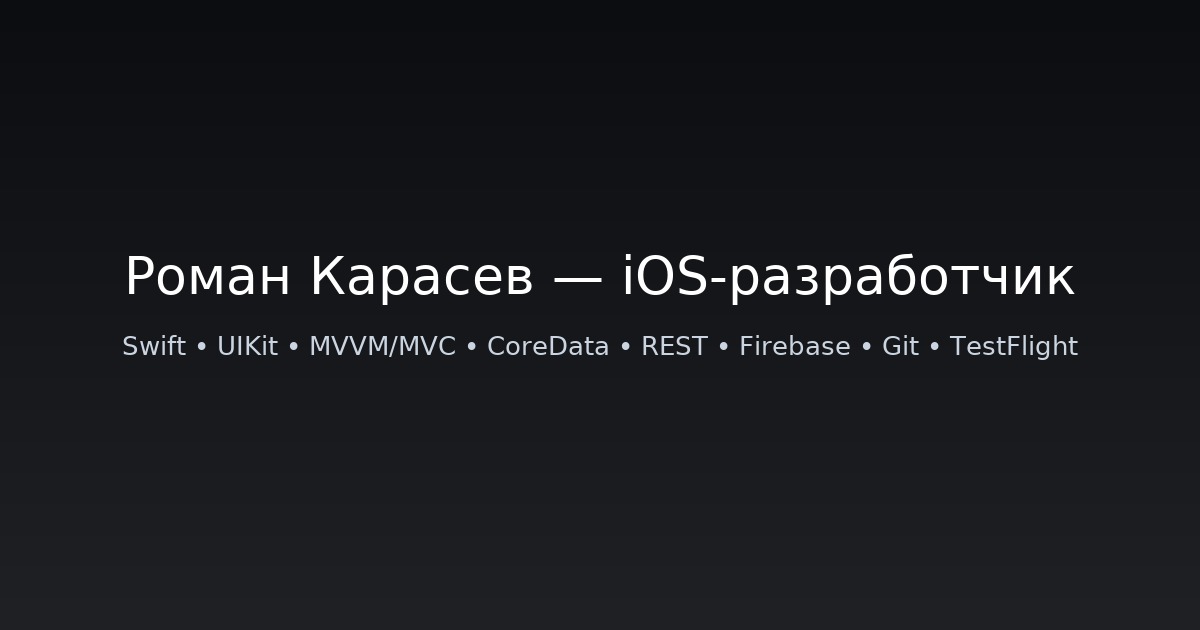 Роман Карасев — iOS-разработчик
Swift • UIKit • MVVM/MVC • CoreData • REST • Firebase • Git • TestFlight